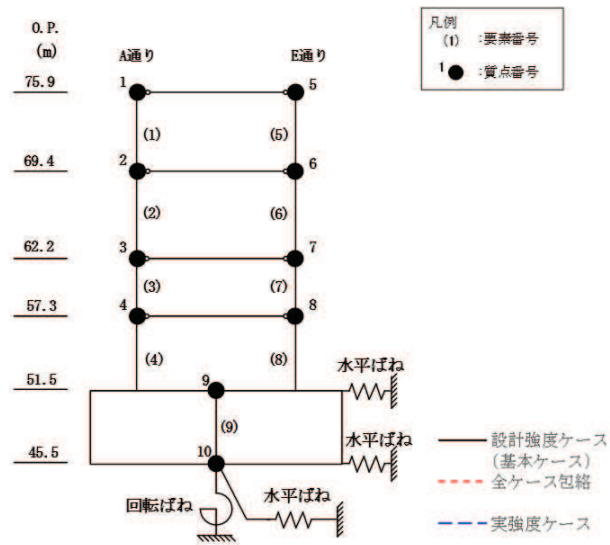 O.P.
(m)
A通り
E通り
凡例
(1) :要素番号
1 :質点番号
75.9
1
5
(1)
(5)
69.4
2
6
(2)
(6)
62.2
3
7
(3)
(7)
57.3
4
8
(4)
(8)
水平ばね
51.5
9
(9)
水平ばね
45.5
10
回転ばね
水平ばね
設計強度ケース
(基本ケース)
全ケース包絡
実強度ケース